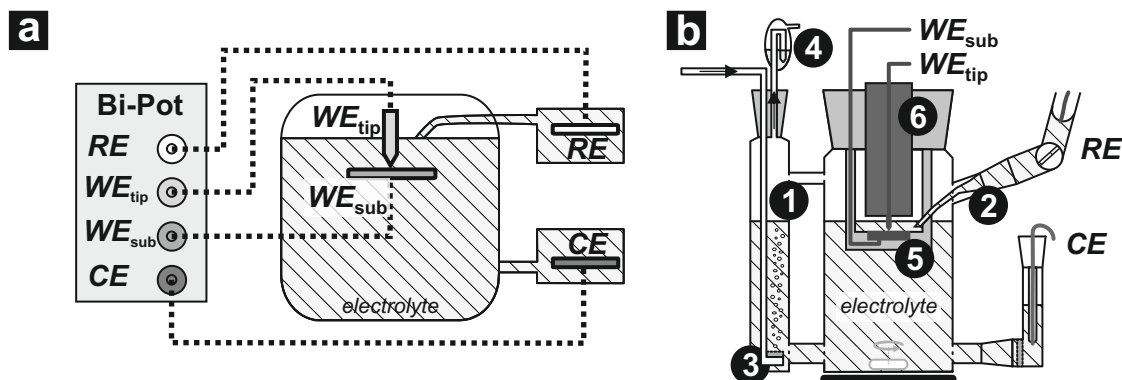 a
Bi-Pot
RE
WEtip
WEsub
CE
WEtip
WEsub
RE
CE
electrolyte
b
WEsub
WEtip
RE
CE
1
2
3
4
5
6
electrolyte